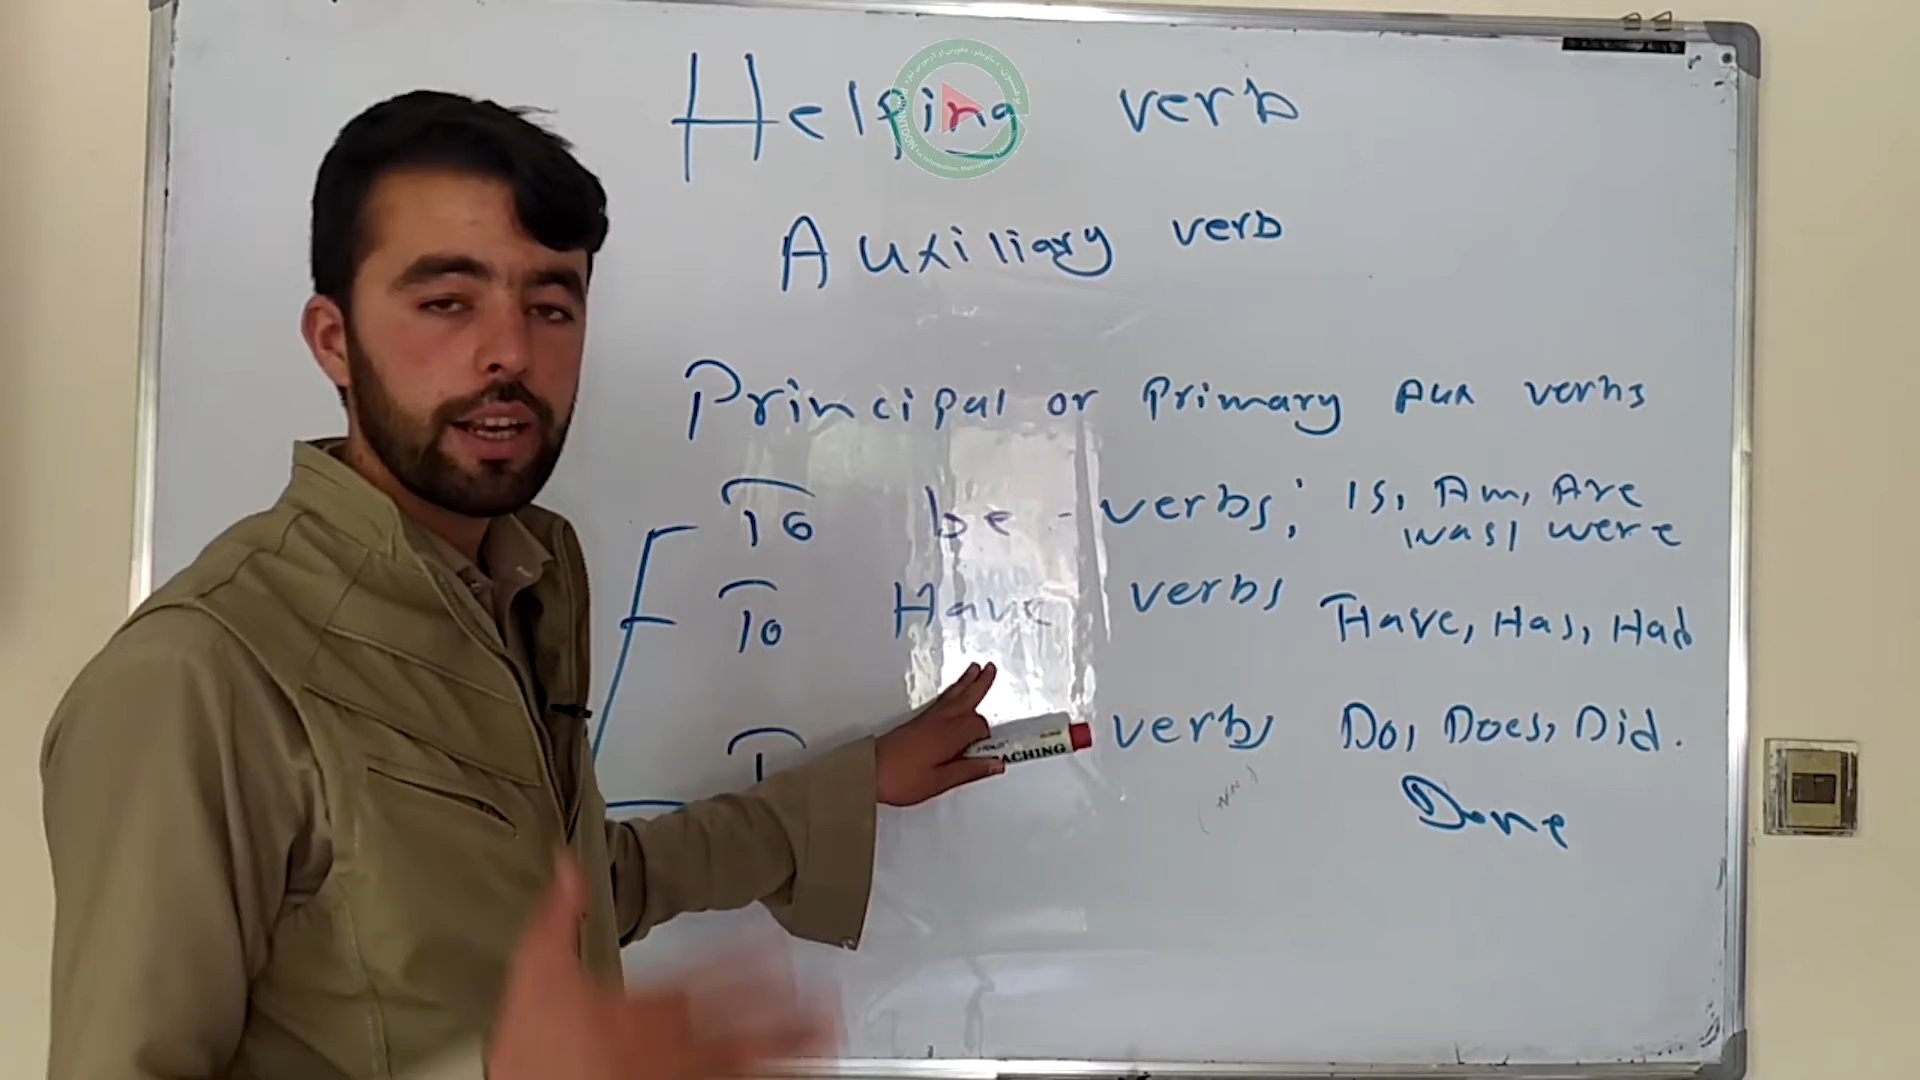 Helping verb
Auxiliary verb
Principal or Primary Aux verbs
To be - verbs; Is, Am, Are
was, were
To Have verbs Have, Has, Had
verbs Do, Does, Did.
Done
TEACHING